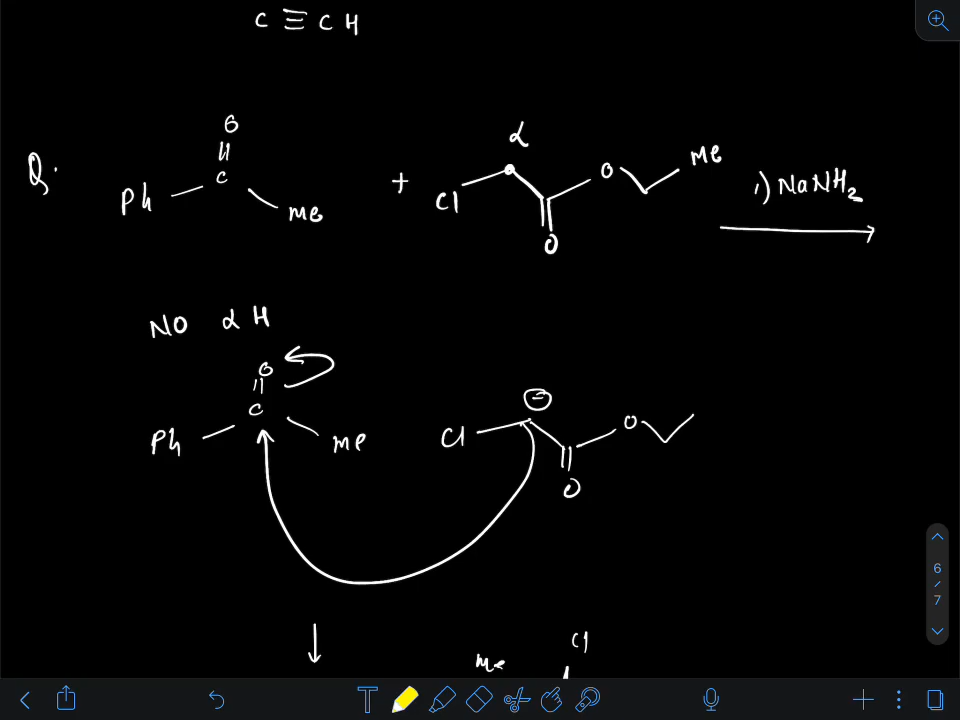 C ≡ C H
O
α
Q. Ph — C — Me + Cl O Me 1) NaNH₂
O
NO α H
O
⊖
Ph C Me Cl O
O
Cl
Me
6
/
7